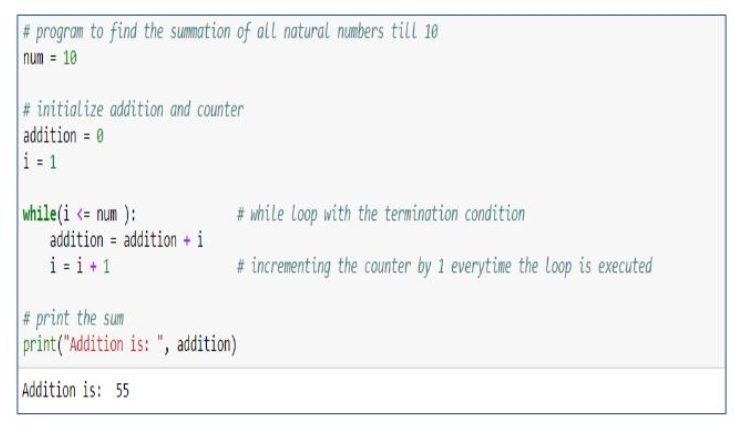 # program to find the summation of all natural numbers till 10
num = 10
# initialize addition and counter
addition = 0
i = 1
while(i <= num ): # while loop with the termination condition
    addition = addition + i
    i = i + 1 # incrementing the counter by 1 everytime the loop is executed
# print the sum
print("Addition is: ", addition)
Addition is:  55